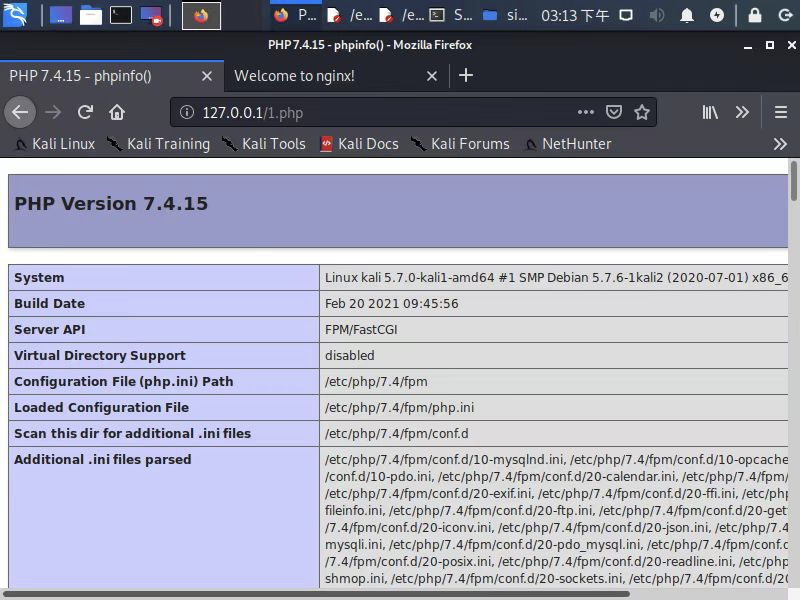 P... /e... /e... S... si... 03:13 下午
PHP 7.4.15 - phpinfo() - Mozilla Firefox
PHP 7.4.15 - phpinfo() Welcome to nginx!
127.0.0.1/1.php
Kali Linux Kali Training Kali Tools Kali Docs Kali Forums NetHunter
PHP Version 7.4.15
System Linux kali 5.7.0-kali1-amd64 #1 SMP Debian 5.7.6-1kali2 (2020-07-01) x86_6
Build Date Feb 20 2021 09:45:56
Server API FPM/FastCGI
Virtual Directory Support disabled
Configuration File (php.ini) Path /etc/php/7.4/fpm
Loaded Configuration File /etc/php/7.4/fpm/php.ini
Scan this dir for additional .ini files /etc/php/7.4/fpm/conf.d
Additional .ini files parsed /etc/php/7.4/fpm/conf.d/10-mysqlnd.ini, /etc/php/7.4/fpm/conf.d/10-opcache
/conf.d/10-pdo.ini, /etc/php/7.4/fpm/conf.d/20-calendar.ini, /etc/php/7.4/fpm/
/etc/php/7.4/fpm/conf.d/20-exif.ini, /etc/php/7.4/fpm/conf.d/20-ffi.ini, /etc/php
fileinfo.ini, /etc/php/7.4/fpm/conf.d/20-ftp.ini, /etc/php/7.4/fpm/conf.d/20-get
/7.4/fpm/conf.d/20-iconv.ini, /etc/php/7.4/fpm/conf.d/20-json.ini, /etc/php/7.4
mysqli.ini, /etc/php/7.4/fpm/conf.d/20-pdo_mysql.ini, /etc/php/7.4/fpm/conf.d
/etc/php/7.4/fpm/conf.d/20-posix.ini, /etc/php/7.4/fpm/conf.d/20-readline.ini, /etc/php
shmop.ini, /etc/php/7.4/fpm/conf.d/20-sockets.ini, /etc/php/7.4/fpm/conf.d/20